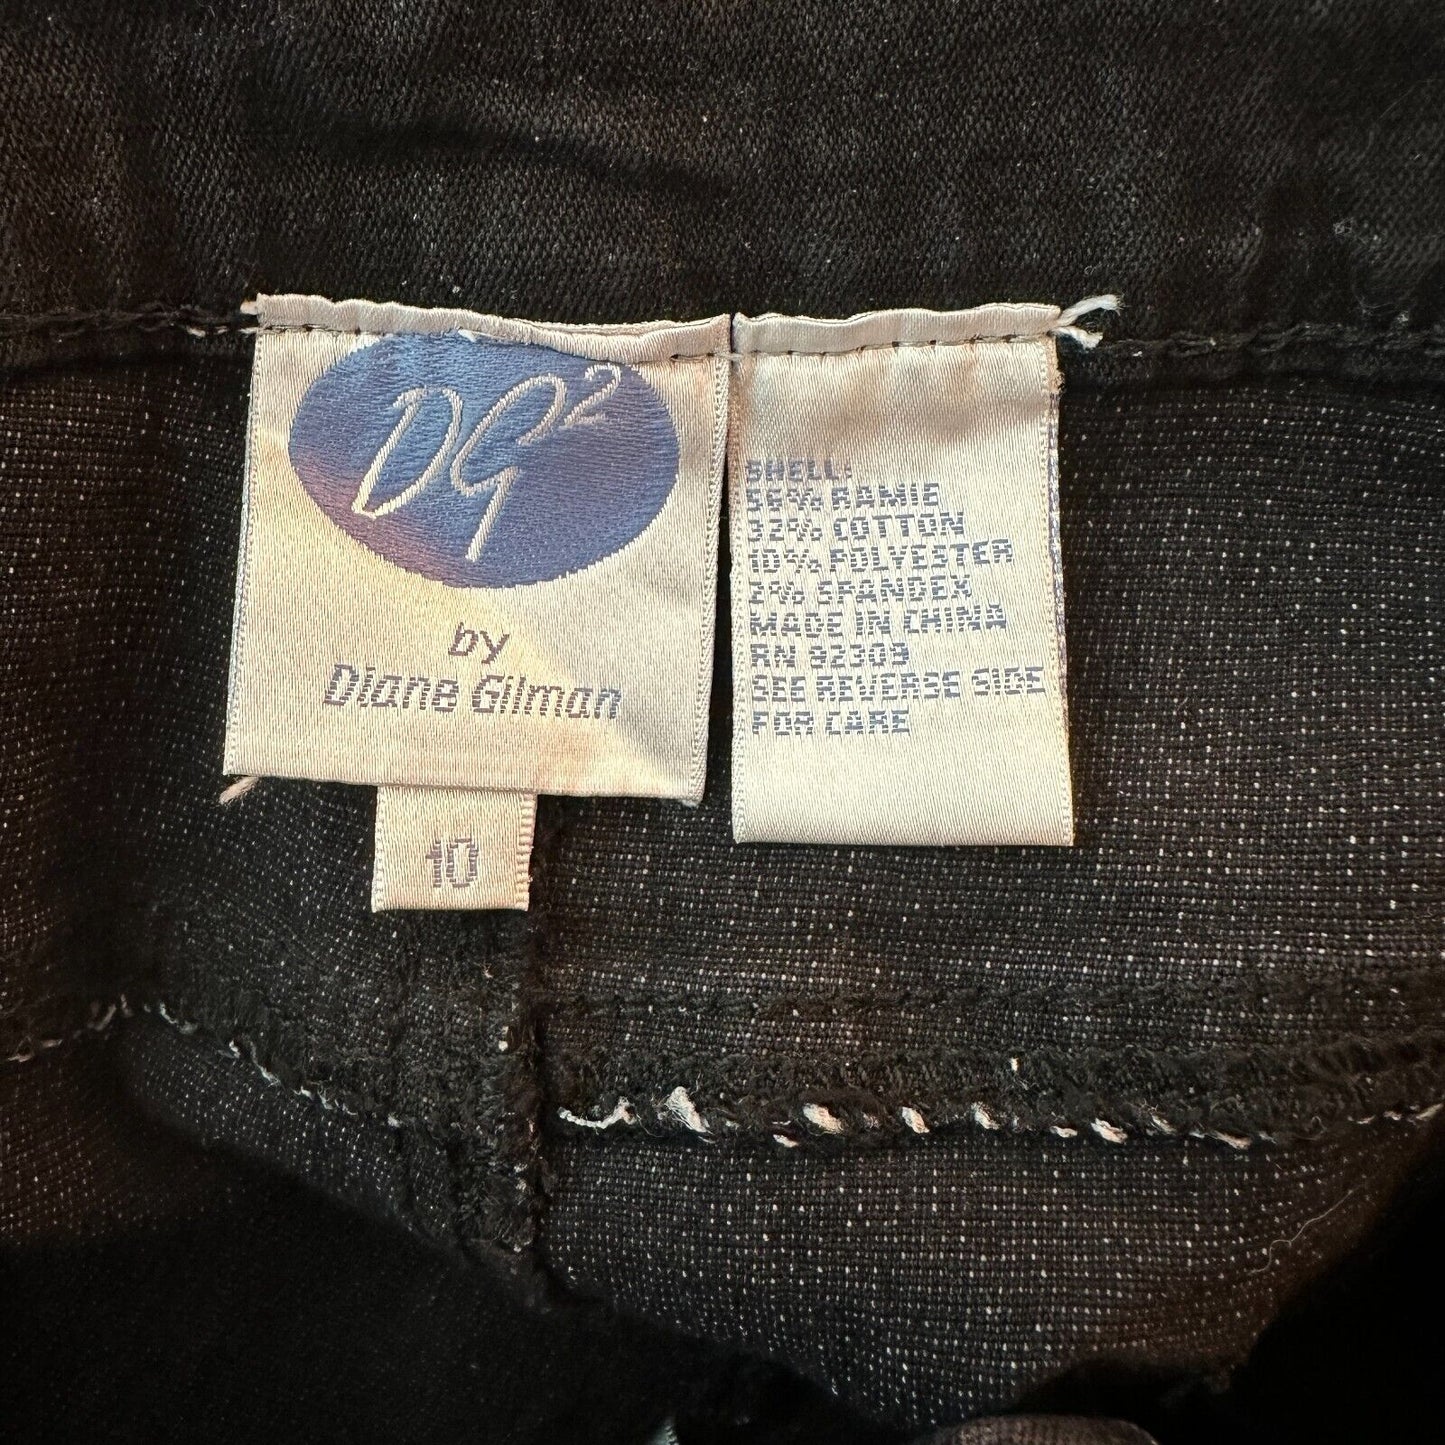 DG2
by
Diane Gilman
10
SHELL:
56% RAMIE
32% COTTON
10% POLYESTER
2% SPANDEX
MADE IN CHINA
RN 92309
SEE REVERSE SIDE
FOR CARE